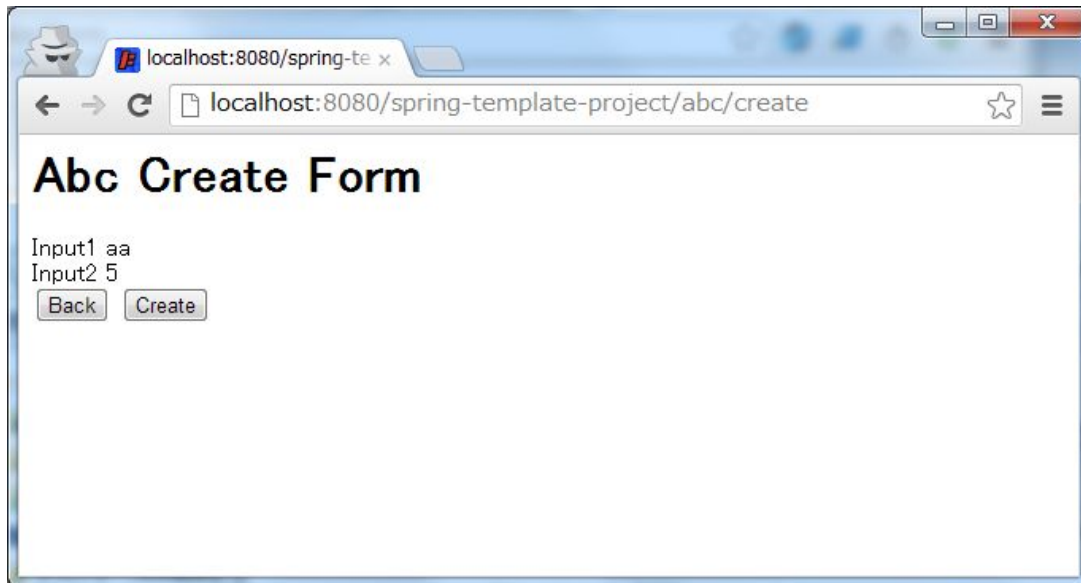 localhost:8080/spring-te
localhost:8080/spring-template-project/abc/create
Abc Create Form
Input1 aa
Input2 5
Back Create